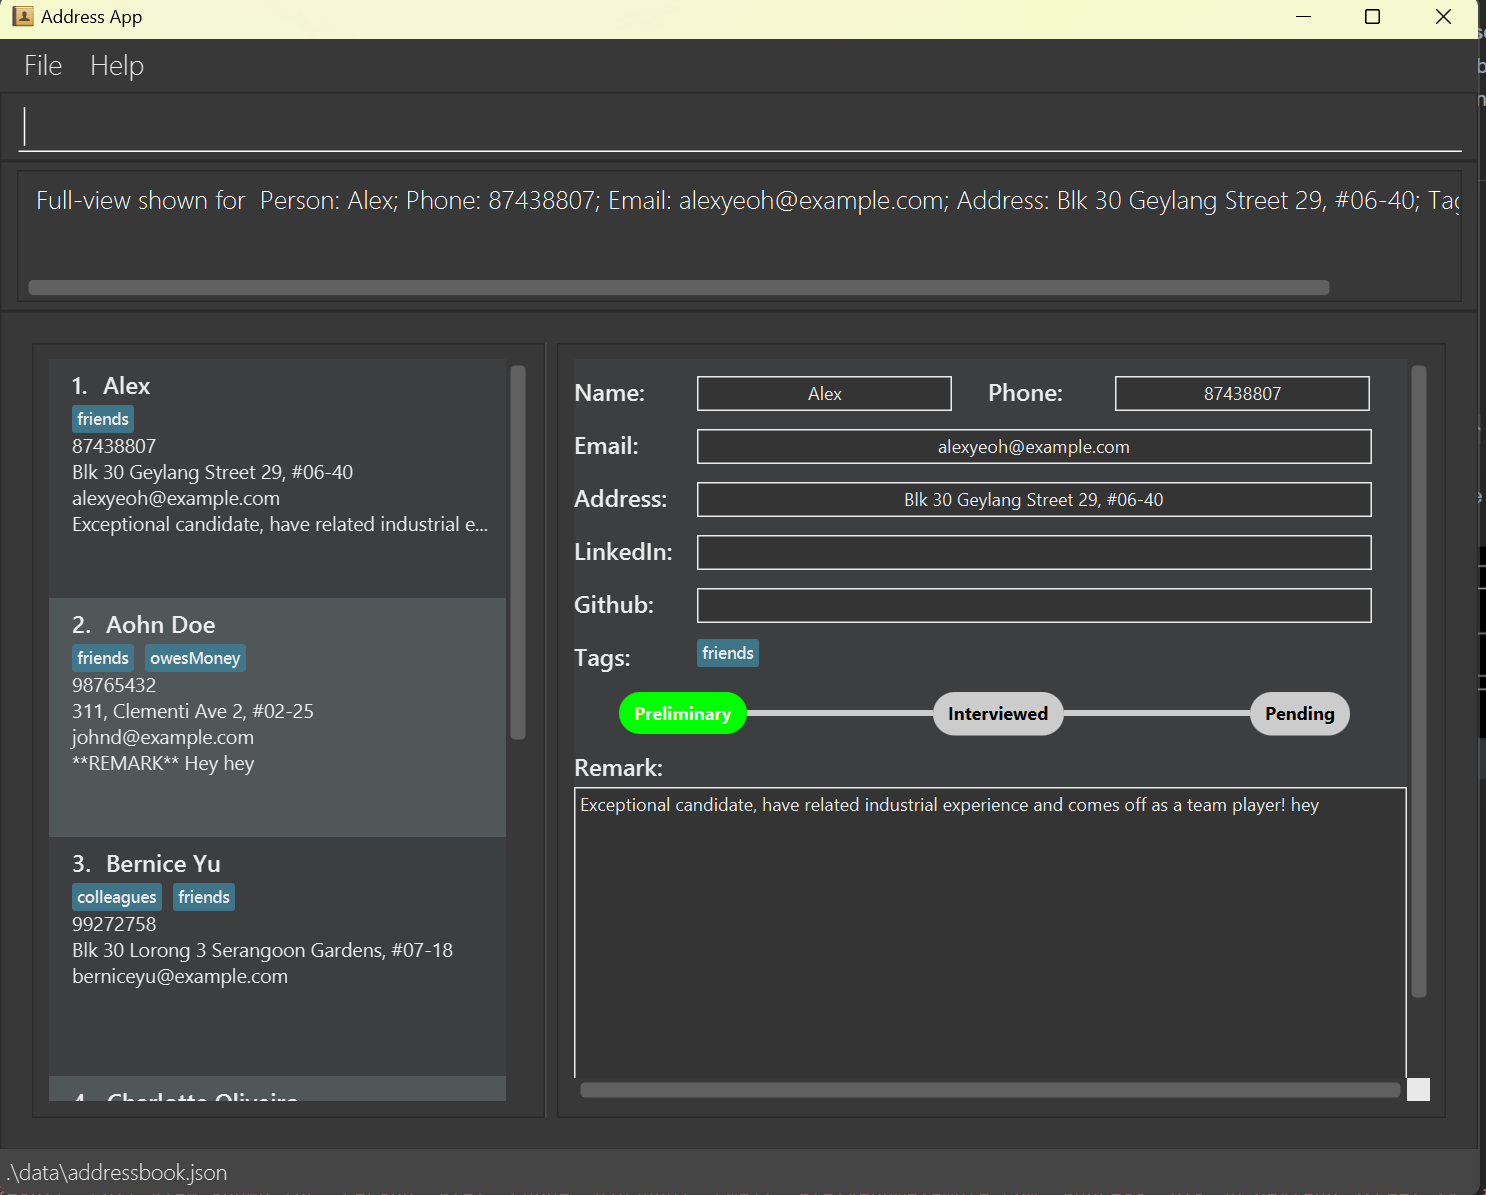 Address App
File Help
Full-view shown for  Person: Alex; Phone: 87438807; Email: alexyeoh@example.com; Address: Blk 30 Geylang Street 29, #06-40;
1. Alex
friends
87438807
Blk 30 Geylang Street 29, #06-40
alexyeoh@example.com
Exceptional candidate, have related industrial e...
2. Aohn Doe
friends owesMoney
98765432
311, Clementi Ave 2, #02-25
johnd@example.com
**REMARK** Hey hey
3. Bernice Yu
colleagues friends
99272758
Blk 30 Lorong 3 Serangoon Gardens, #07-18
berniceyu@example.com
Name: Alex Phone: 87438807
Email: alexyeoh@example.com
Address: Blk 30 Geylang Street 29, #06-40
LinkedIn:
Github:
Tags: friends
Preliminary Interviewed Pending
Remark:
Exceptional candidate, have related industrial experience and comes off as a team player! hey
.\data\addressbook.json